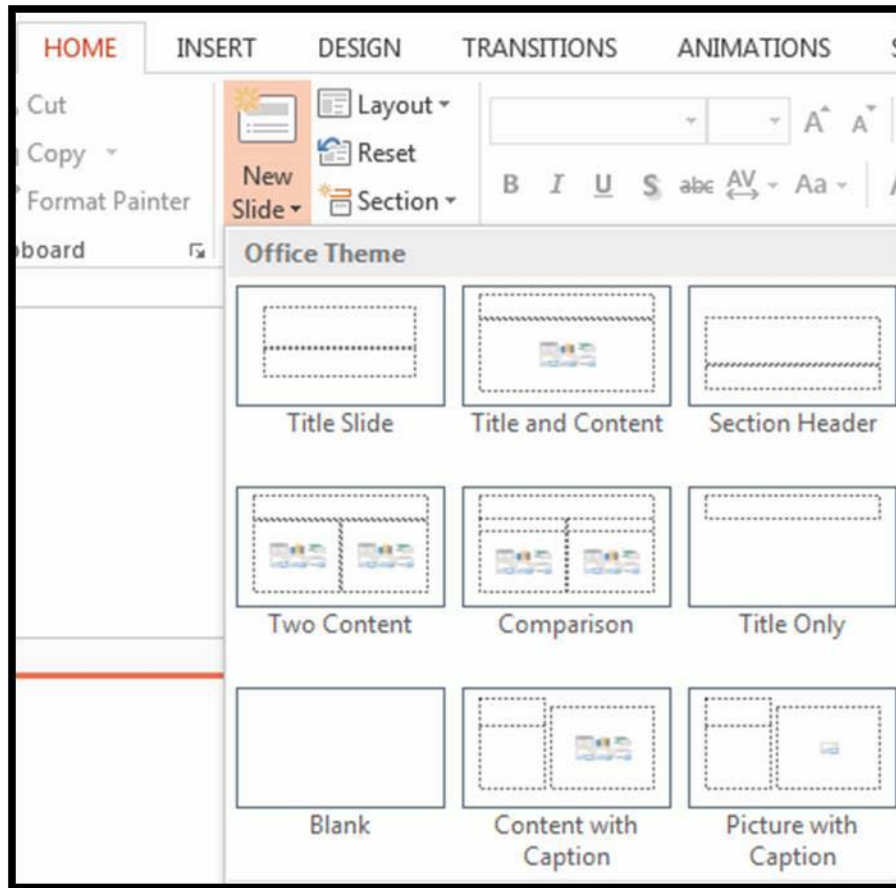 HOME INSERT DESIGN TRANSITIONS ANIMATIONS
Cut
Copy
Format Painter
New
Slide
Layout
Reset
Section
B I U S abc AV Aa
Office Theme
Title Slide
Title and Content
Section Header
Two Content
Comparison
Title Only
Blank
Content with
Caption
Picture with
Caption